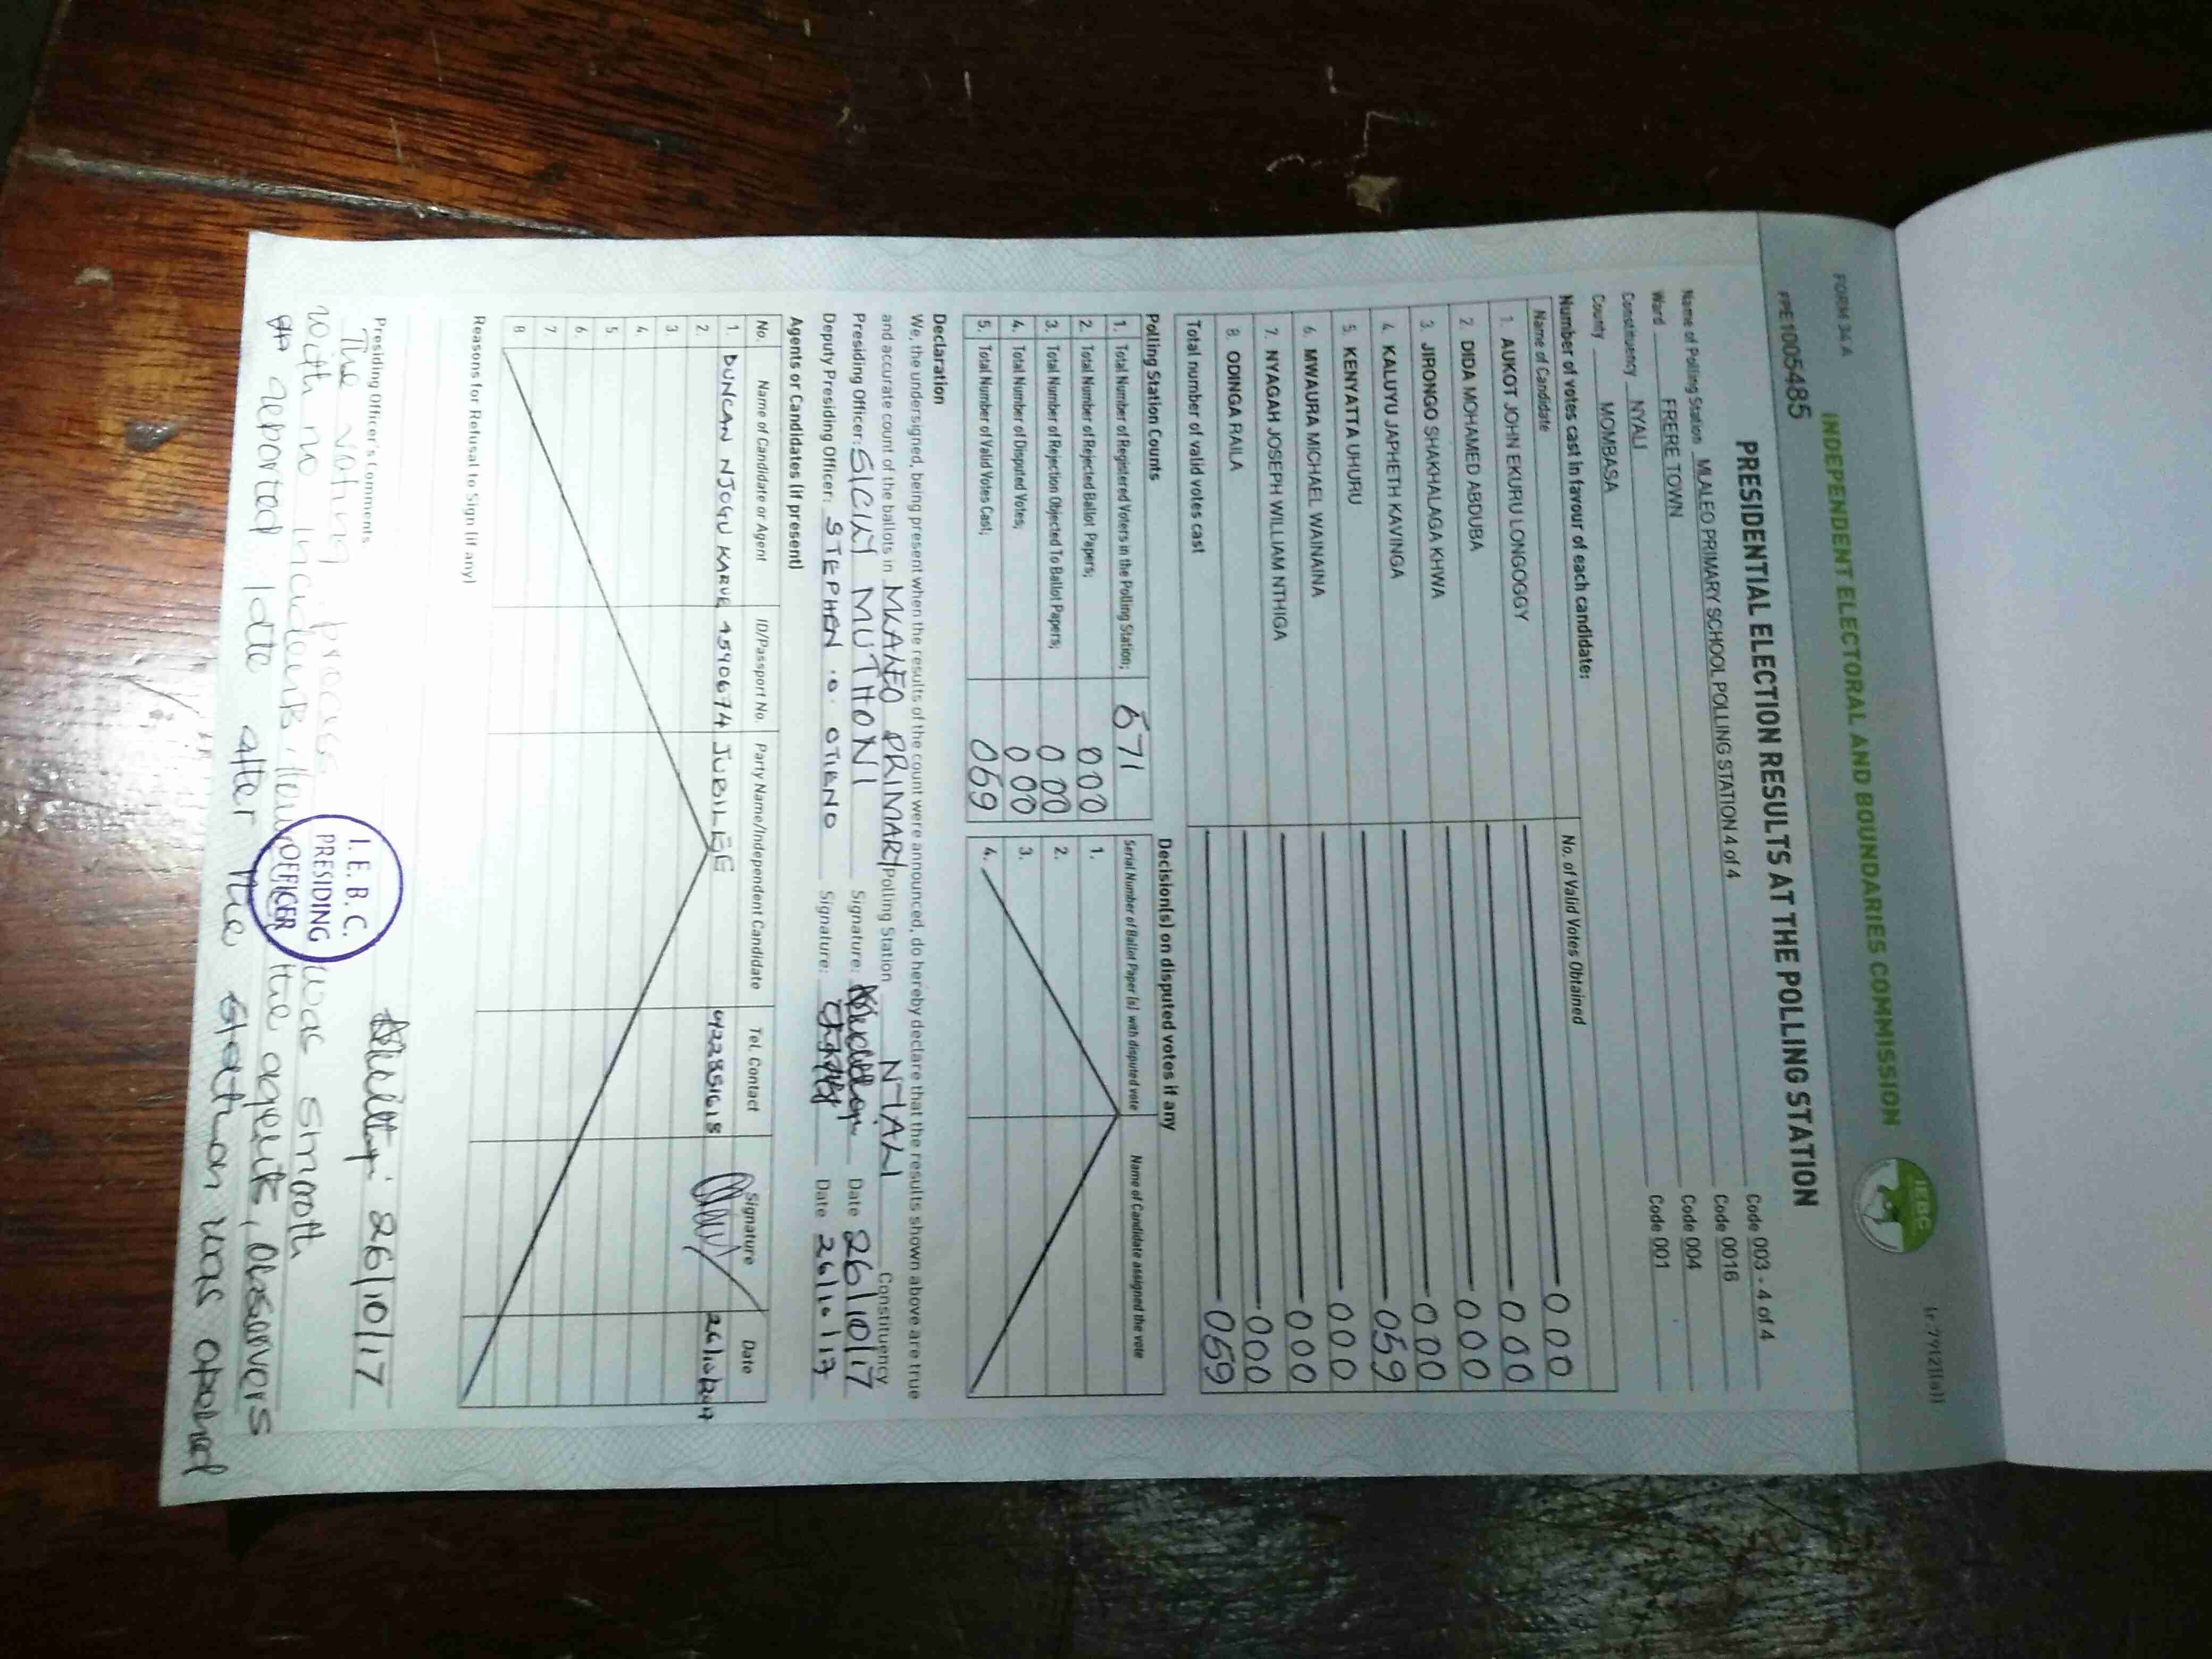 FORM 34 A
INDEPENDENT ELECTORAL AND BOUNDARIES COMMISSION
IEBC
PPE1005485
PRESIDENTIAL ELECTION RESULTS AT THE POLLING STATION
Name of Polling Station MLALEO PRIMARY SCHOOL POLLING STATION 4 of 4 Code 003 - 4 of 4
Ward FRERE TOWN Code 0016
Constituency NYALI Code 004
County MOMBASA Code 001
Number of votes cast in favour of each candidate:
Name of Candidate No. of Valid Votes Obtained
1. AUKOT JOHN EKURU LONGOGGY 000
2. DIDA MOHAMED ABDUBA 000
3. JIRONGO SHAKHALAGA KHWA 000
4. KALUYU JAPHETH KAVINGA 000
5. KENYATTA UHURU 069
6. MWAURA MICHAEL WAINAINA 000
7. NYAGAH JOSEPH WILLIAM NTHIGA 000
8. ODINGA RAILA 000
Total number of valid votes cast 069
Polling Station Counts
1. Total Number of Registered Voters in the Polling Station; 671
2. Total Number of Rejected Ballot Papers; 000
3. Total Number of Rejection Objected To Ballot Papers; 000
4. Total Number of Disputed Votes; 000
5. Total Number of Valid Votes Cast; 069
Decision(s) on disputed votes if any
Serial Number of Ballot Paper (s) with disputed vote Name of Candidate assigned the vote
1.
2.
3.
4.
Declaration
We, the undersigned, being present when the results of the count were announced, do hereby declare that the results shown above are true
and accurate count of the ballots in MLALEO PRIMARY Polling Station NYALI Constituency
Presiding Officer: SICILY MUTHONI Signature: Date 26/10/17
Deputy Presiding Officer: STEPHEN .O. OTIENO Signature: Date 26/10/17
Agents or Candidates (if present)
No. Name of Candidate or Agent ID/Passport No. Party Name/Independent Candidate Tel. Contact Signature Date
1. DUNCAN NJOGU JUBILEE 26/10/2017
2.
3.
4.
5.
6.
7.
8.
Reasons for Refusal to Sign (if any)
26/10/17
Presiding Officer's Comments
The voting process was smooth
with no incidents, the agents, observers
reported late after the station was opened
I.E.B.C.
PRESIDING
OFFICER